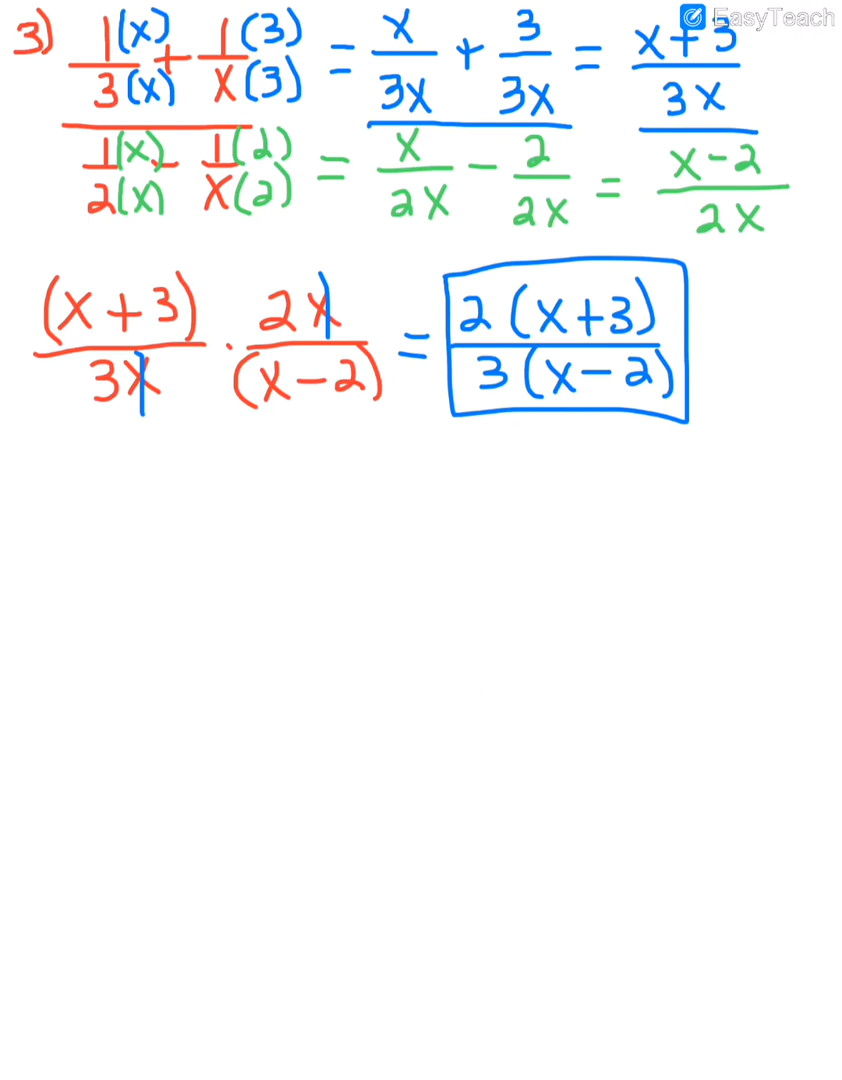 EasyTeach
3) 1(x)/3(x) + 1(3)/x(3) = x/3x + 3/3x = x+3/3x
1(x)/2(x) - 1(2)/x(2) = x/2x - 2/2x = x-2/2x
(x+3)/3x · 2x/(x-2) = 2(x+3)/3(x-2)